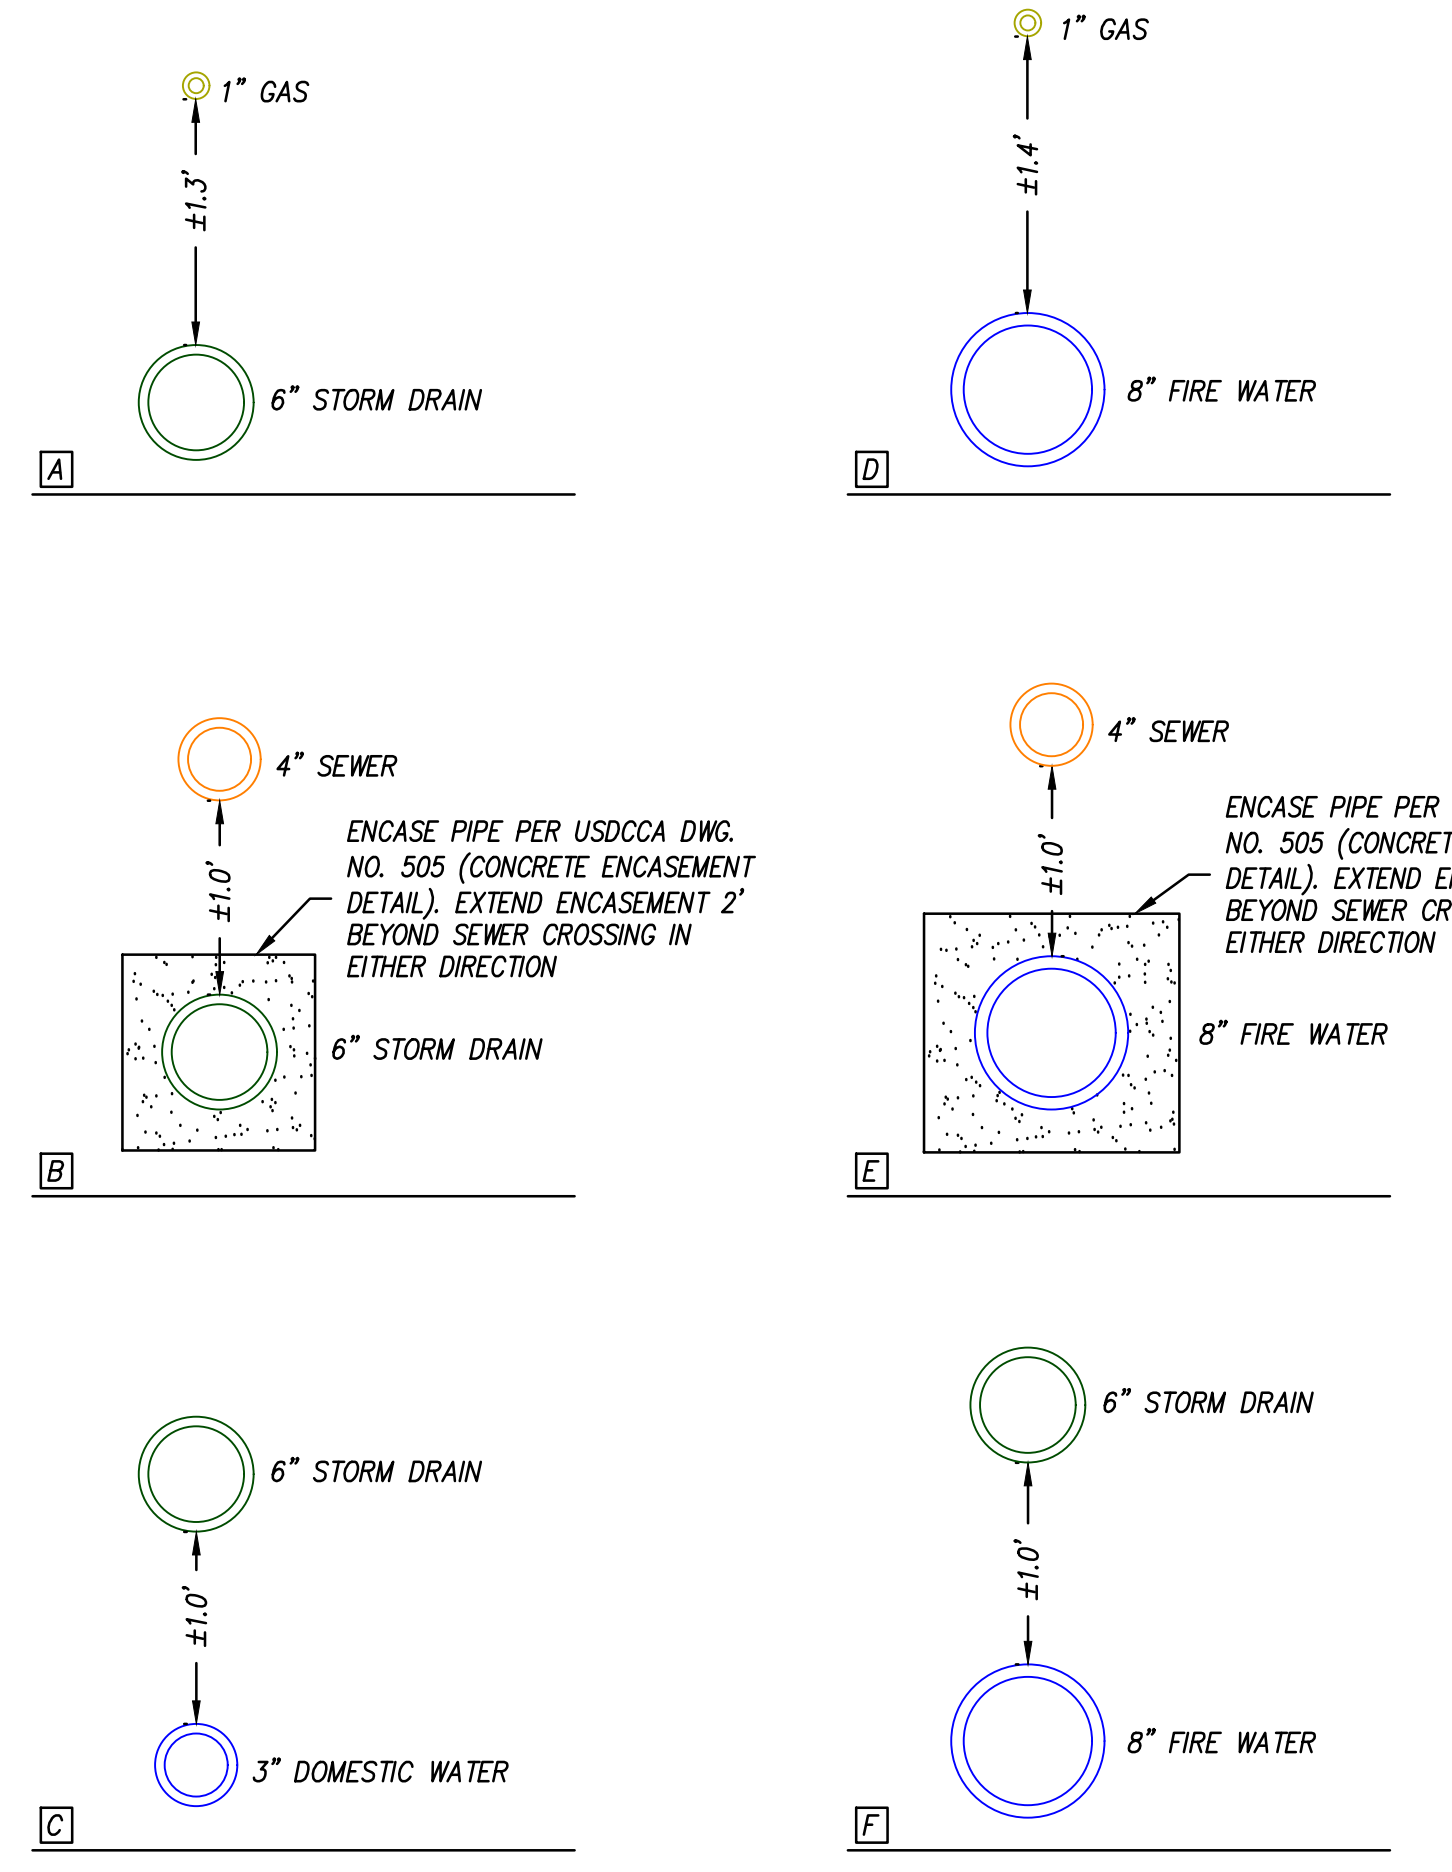 1” GAS
±1.3’
6” STORM DRAIN
A
1” GAS
±1.4’
8” FIRE WATER
D
4” SEWER
±1.0’
ENCASE PIPE PER USDCCA DWG.
NO. 505 (CONCRETE ENCASEMENT
DETAIL). EXTEND ENCASEMENT 2’
BEYOND SEWER CROSSING IN
EITHER DIRECTION
6” STORM DRAIN
B
4” SEWER
±1.0’
ENCASE PIPE PER
NO. 505 (CONCRET
DETAIL). EXTEND E
BEYOND SEWER CR
EITHER DIRECTION
8” FIRE WATER
E
6” STORM DRAIN
±1.0’
3” DOMESTIC WATER
C
6” STORM DRAIN
±1.0’
8” FIRE WATER
F